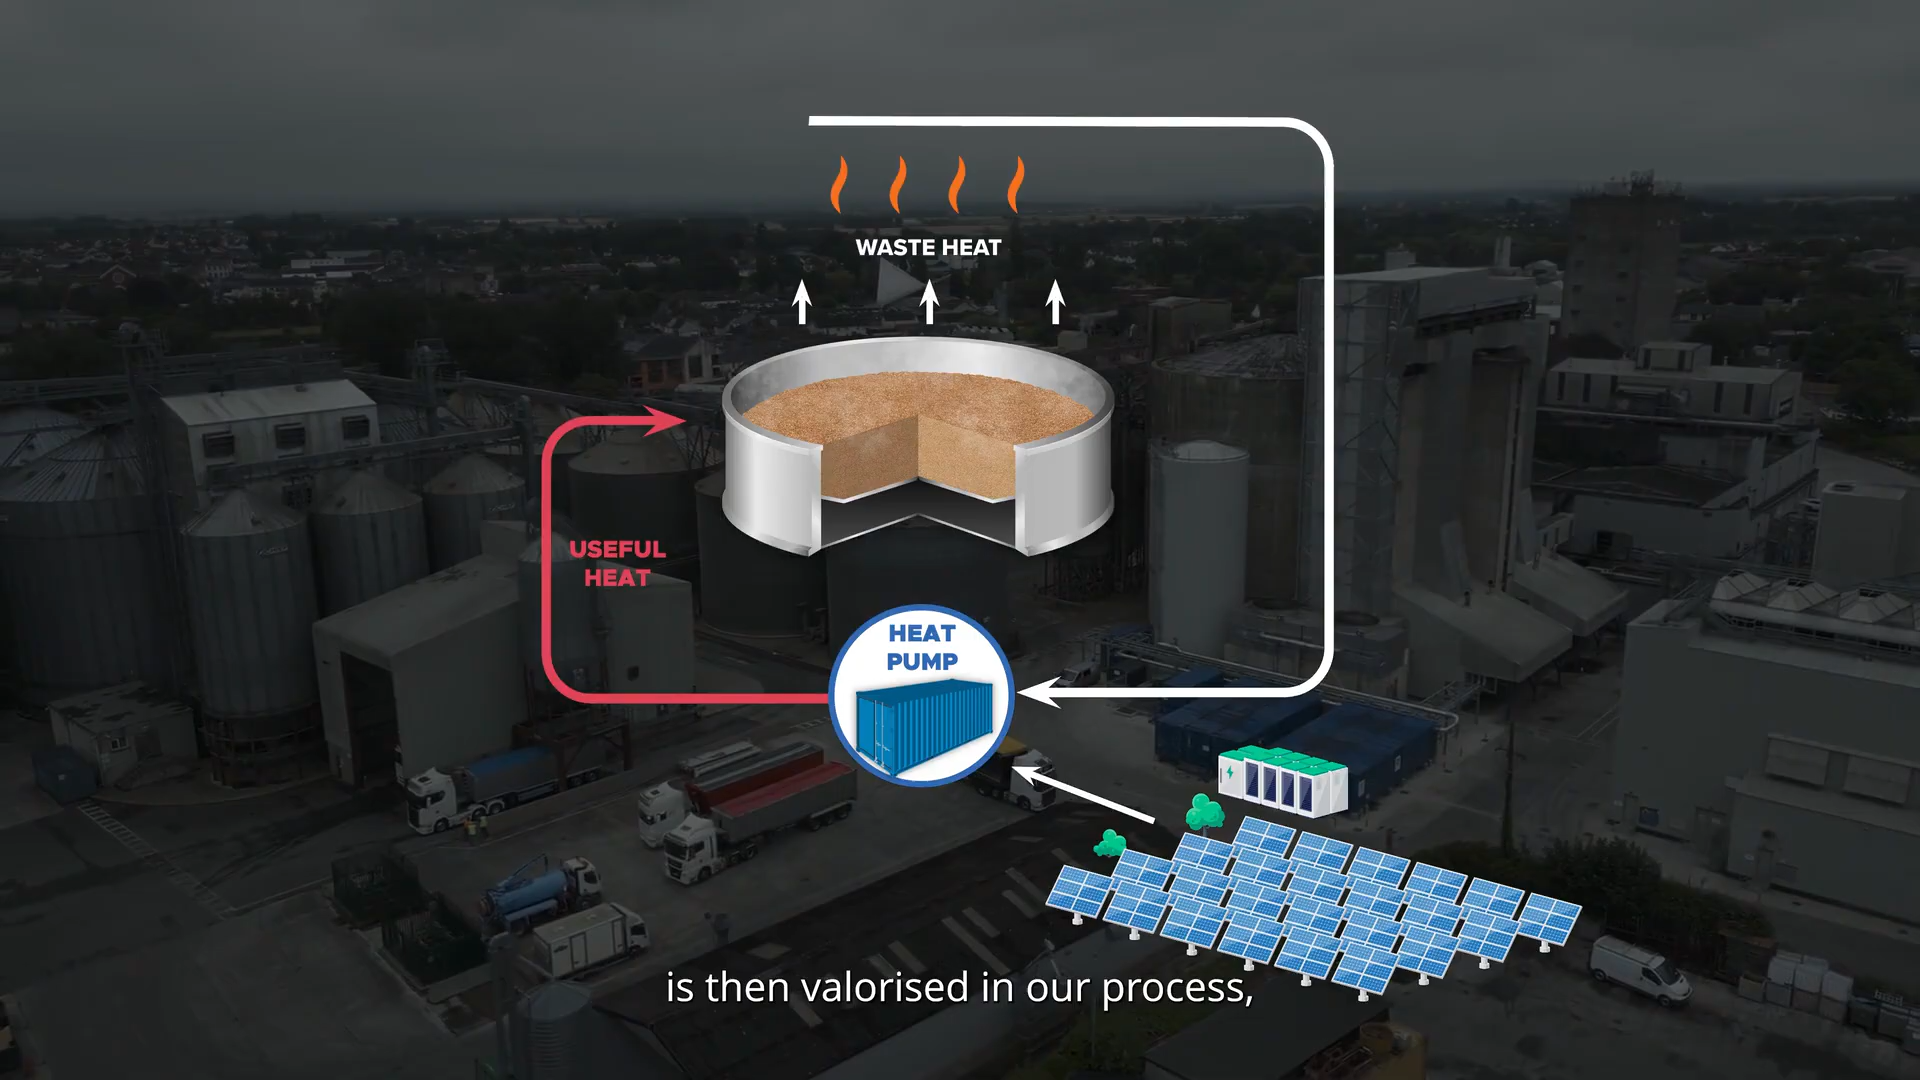 WASTE HEAT
USEFUL
HEAT
HEAT
PUMP
is then valorised in our process,